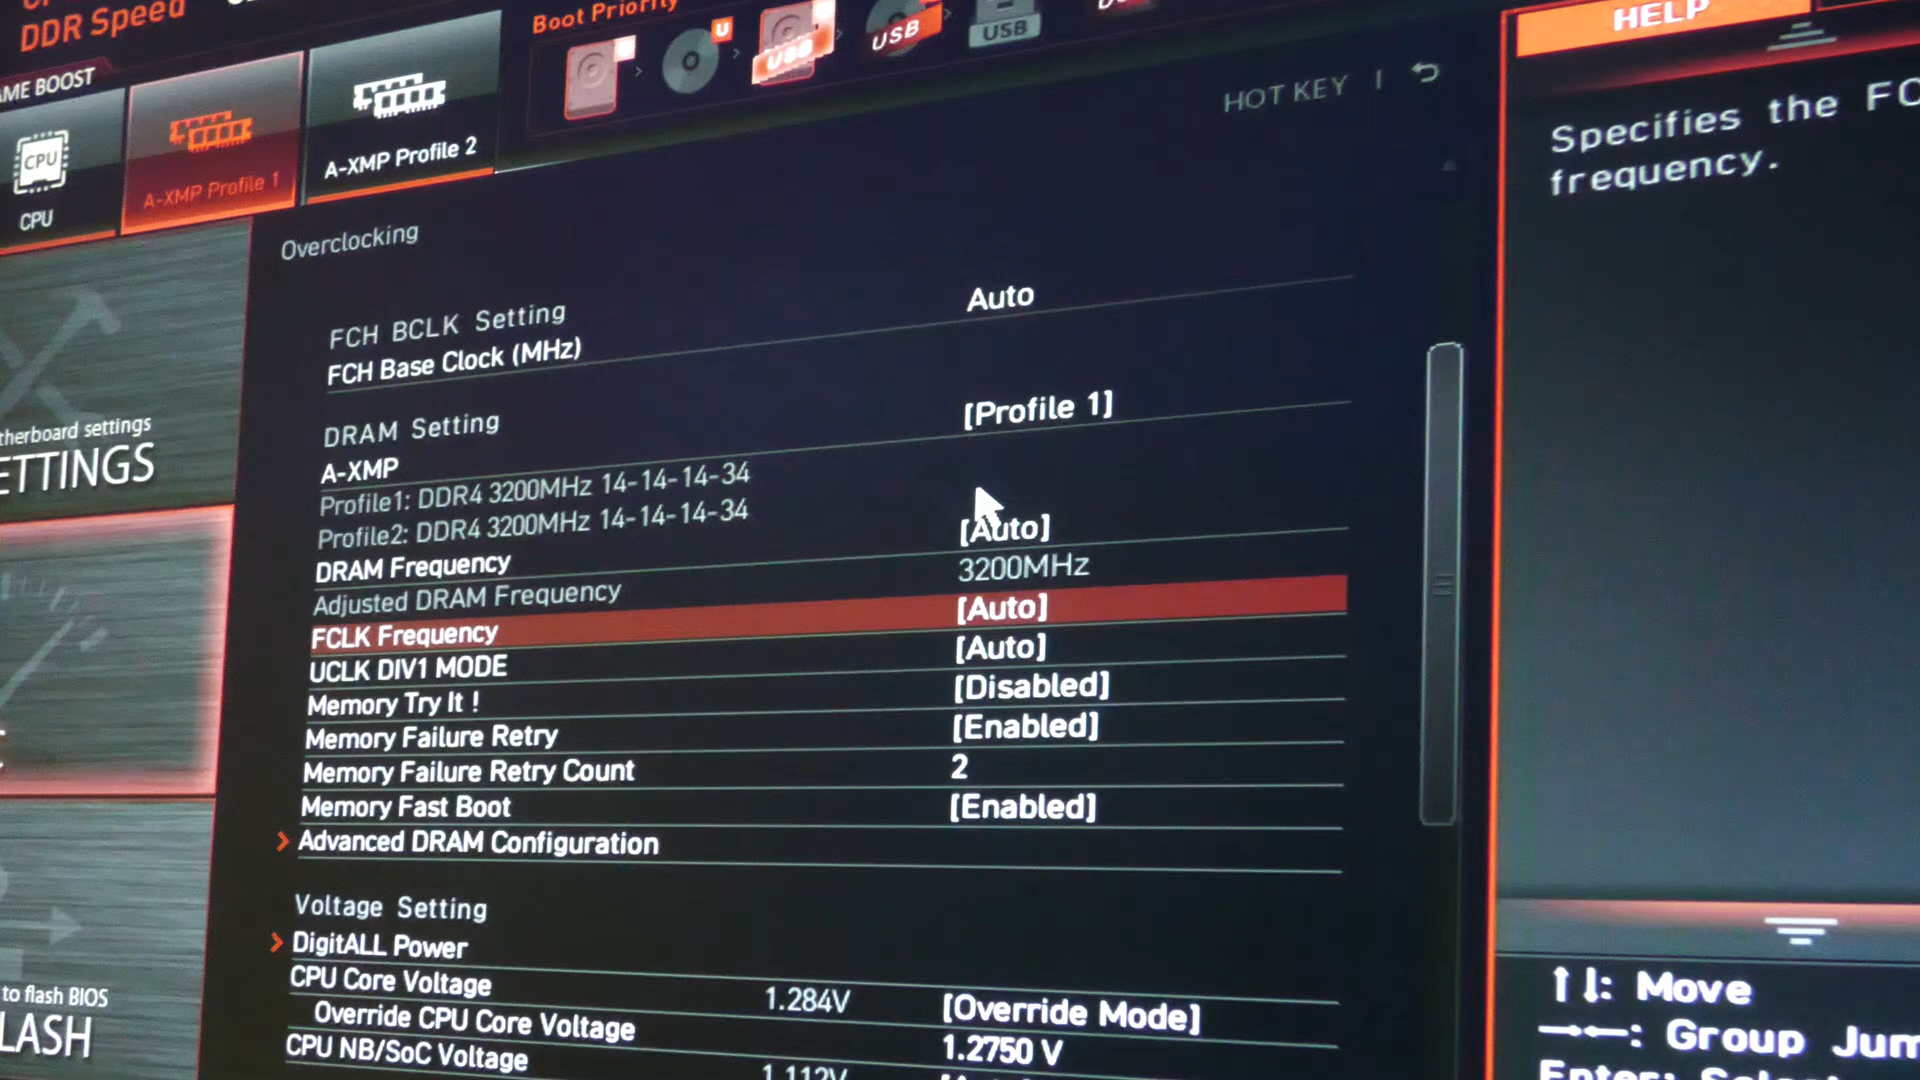 DDR Speed
Boot Priority
HELP
U
USB
USB
USB
HOT KEY |
AME BOOST
CPU
CPU
A-XMP Profile 1
A-XMP Profile 2
Specifies the FC
frequency.
Overclocking
FCH BCLK Setting
FCH Base Clock (MHz) Auto
DRAM Setting
A-XMP [Profile 1]
Profile1: DDR4 3200MHz 14-14-14-34
Profile2: DDR4 3200MHz 14-14-14-34
DRAM Frequency [Auto]
Adjusted DRAM Frequency 3200MHz
FCLK Frequency [Auto]
UCLK DIV1 MODE [Auto]
Memory Try It ! [Disabled]
Memory Failure Retry [Enabled]
Memory Failure Retry Count 2
Memory Fast Boot [Enabled]
> Advanced DRAM Configuration
Voltage Setting
> DigitALL Power
CPU Core Voltage 1.284V [Override Mode]
Override CPU Core Voltage 1.2750 V
CPU NB/SoC Voltage 1.112V
therboard settings
ETTINGS
to flash BIOS
LASH
↑↓: Move
→←: Group Jum
Enter: Select